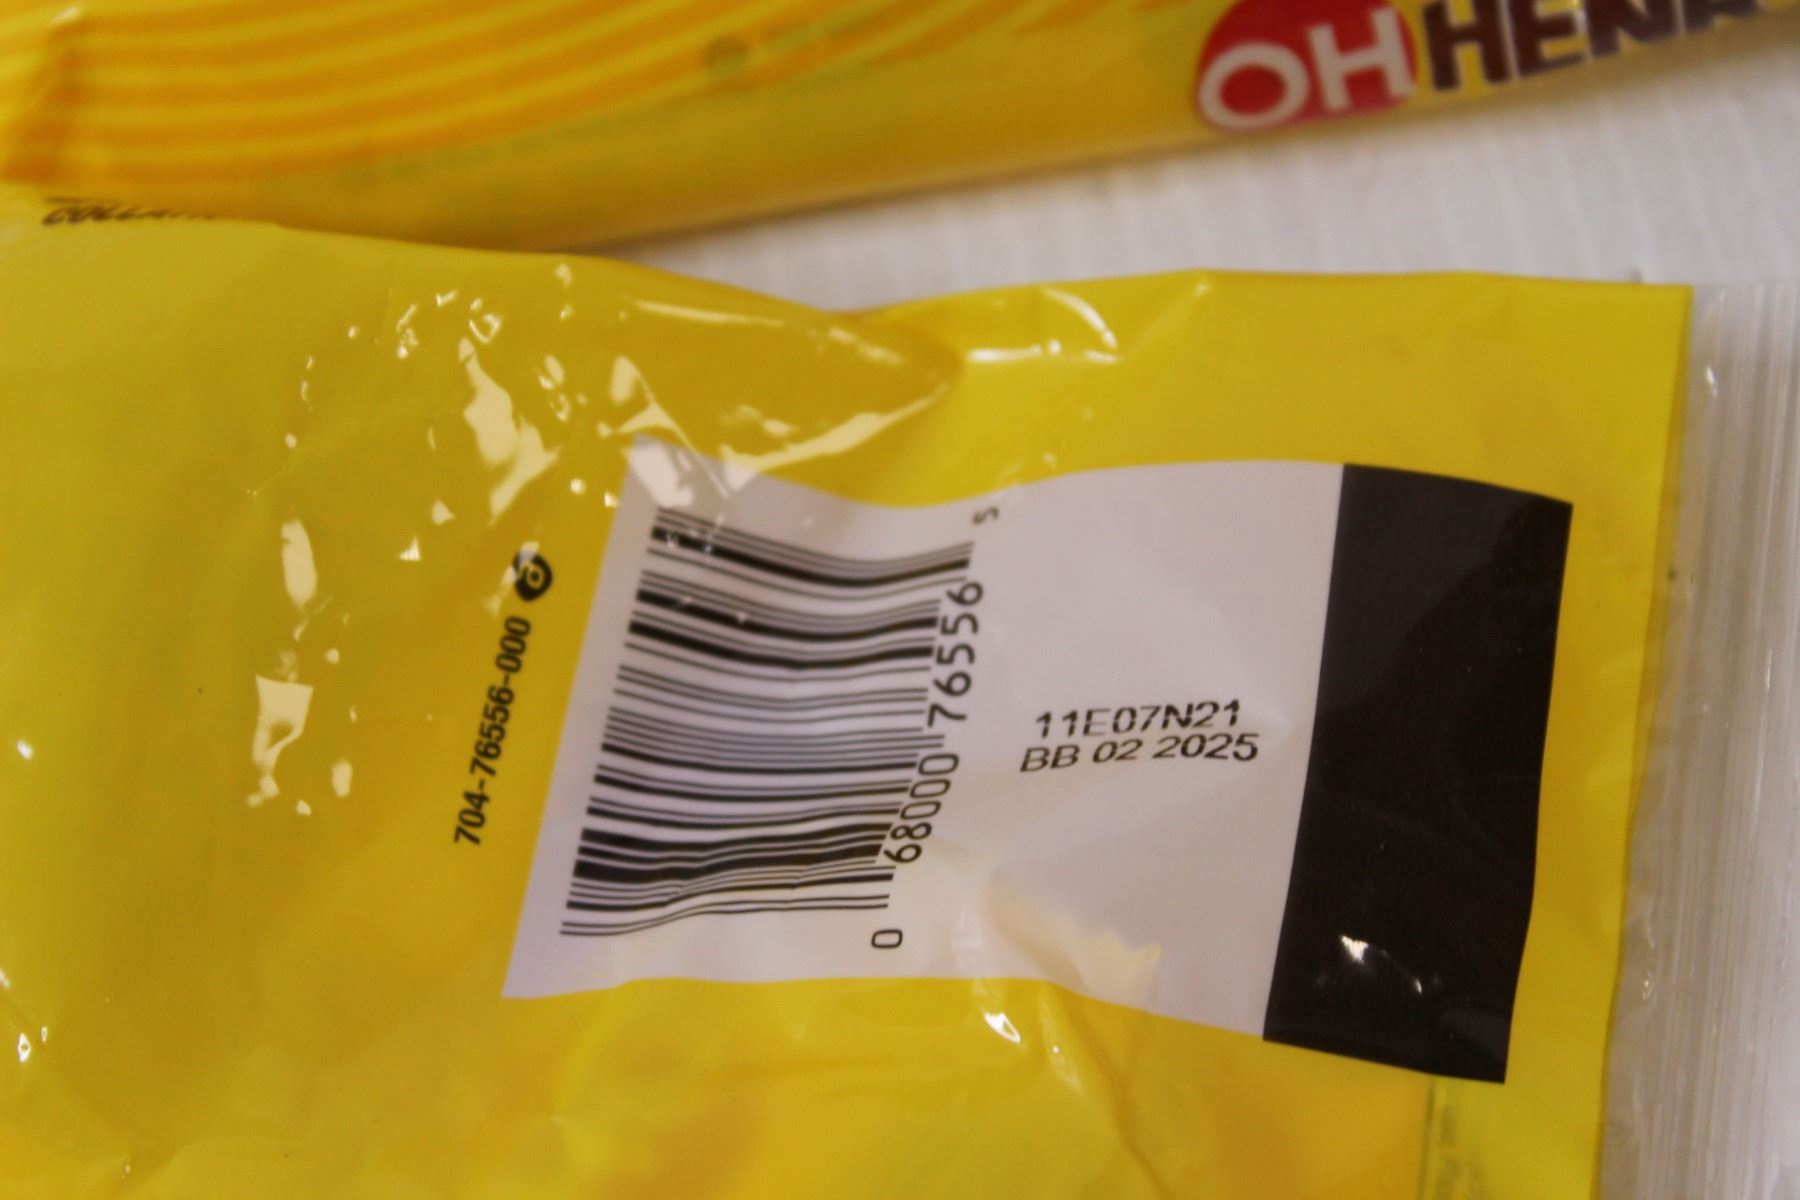 OH HENR
704-76556-000
0 68000 76556 5
11E07N21
BB 02 2025